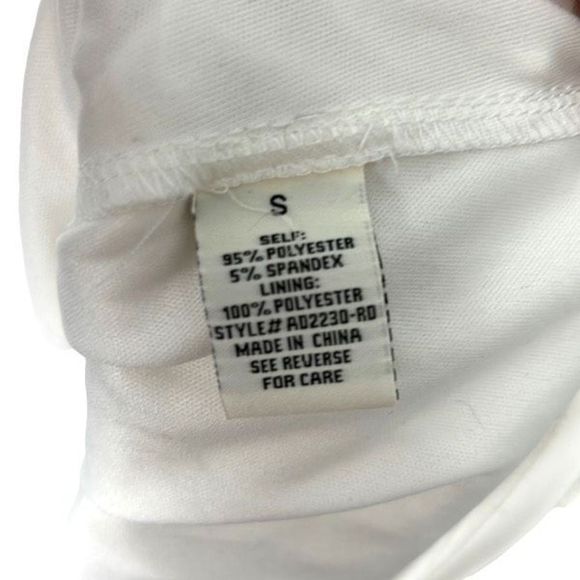 S
SELF:
95% POLYESTER
5% SPANDEX
LINING:
100% POLYESTER
STYLE# AD2230-RD
MADE IN CHINA
SEE REVERSE
FOR CARE